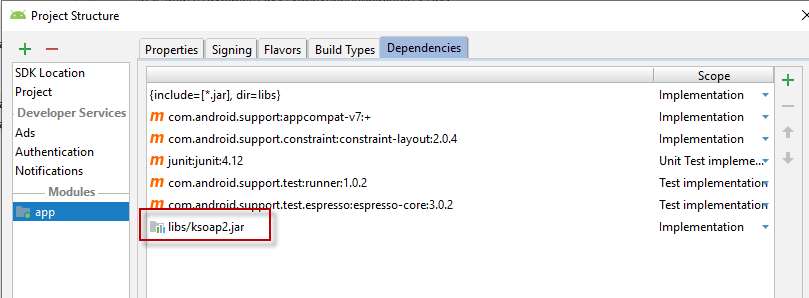 Project Structure
Properties Signing Flavors Build Types Dependencies
SDK Location
Project
Developer Services
Ads
Authentication
Notifications
Modules
app
Scope
{include=[*.jar], dir=libs} Implementation
m com.android.support:appcompat-v7:+ Implementation
m com.android.support.constraint:constraint-layout:2.0.4 Implementation
m junit:junit:4.12 Unit Test impleme...
m com.android.support.test:runner:1.0.2 Test implementation
m com.android.support.test.espresso:espresso-core:3.0.2 Test implementation
libs/ksoap2.jar Implementation